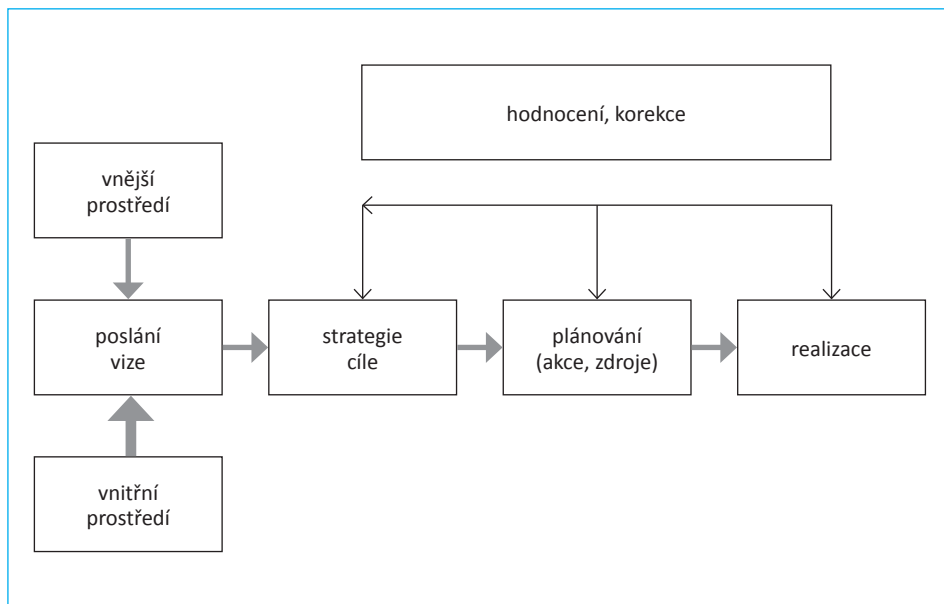 hodnocení, korekce
vnější
prostředí
poslání
vize
strategie
cíle
plánování
(akce, zdroje)
realizace
vnitřní
prostředí